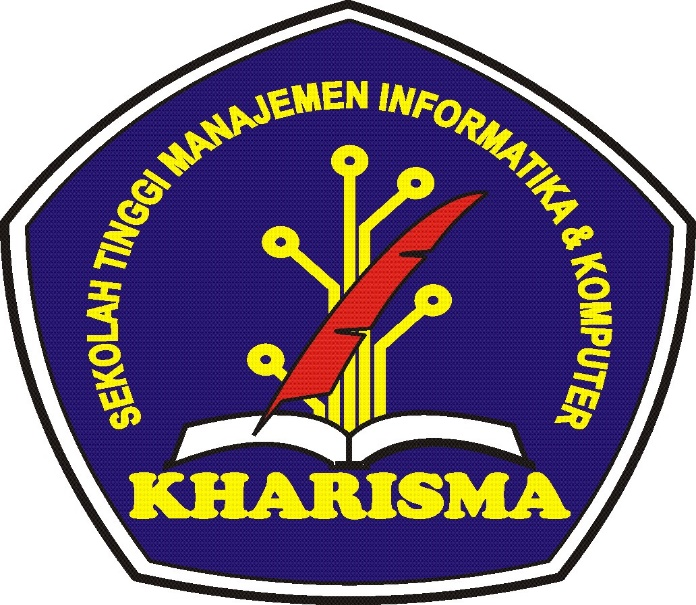 SEKOLAH TINGGI MANAJEMEN INFORMATIKA & KOMPUTER
KHARISMA